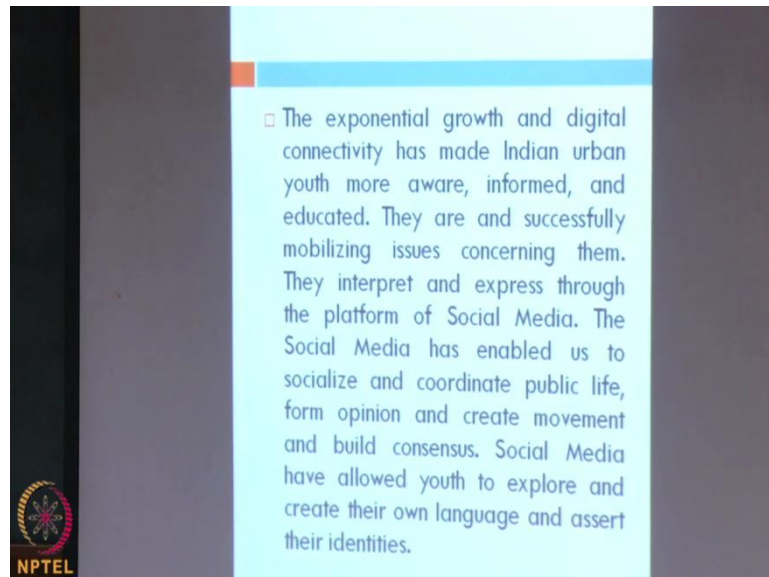 The exponential growth and digital
connectivity has made Indian urban
youth more aware, informed, and
educated. They are and successfully
mobilizing issues concerning them.
They interpret and express through
the platform of Social Media. The
Social Media has enabled us to
socialize and coordinate public life,
form opinion and create movement
and build consensus. Social Media
have allowed youth to explore and
create their own language and assert
their identities.
NPTEL